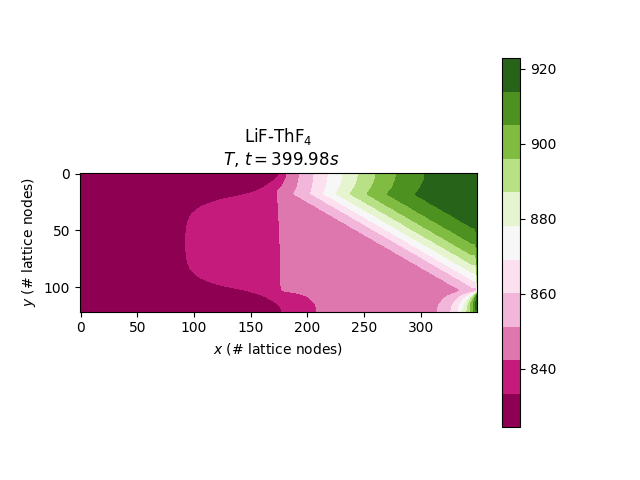 LiF-ThF₄
T, t = 399.98s
0
50
100
y (# lattice nodes)
0 50 100 150 200 250 300
x (# lattice nodes)
920
900
880
860
840